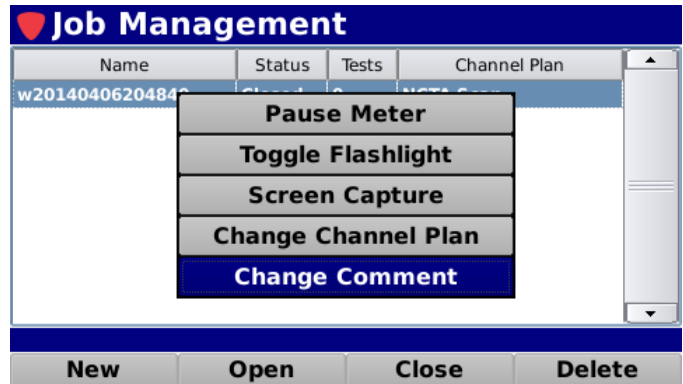 Job Management
Name Status Tests Channel Plan
Pause Meter
Toggle Flashlight
Screen Capture
Change Channel Plan
Change Comment
New Open Close Delete